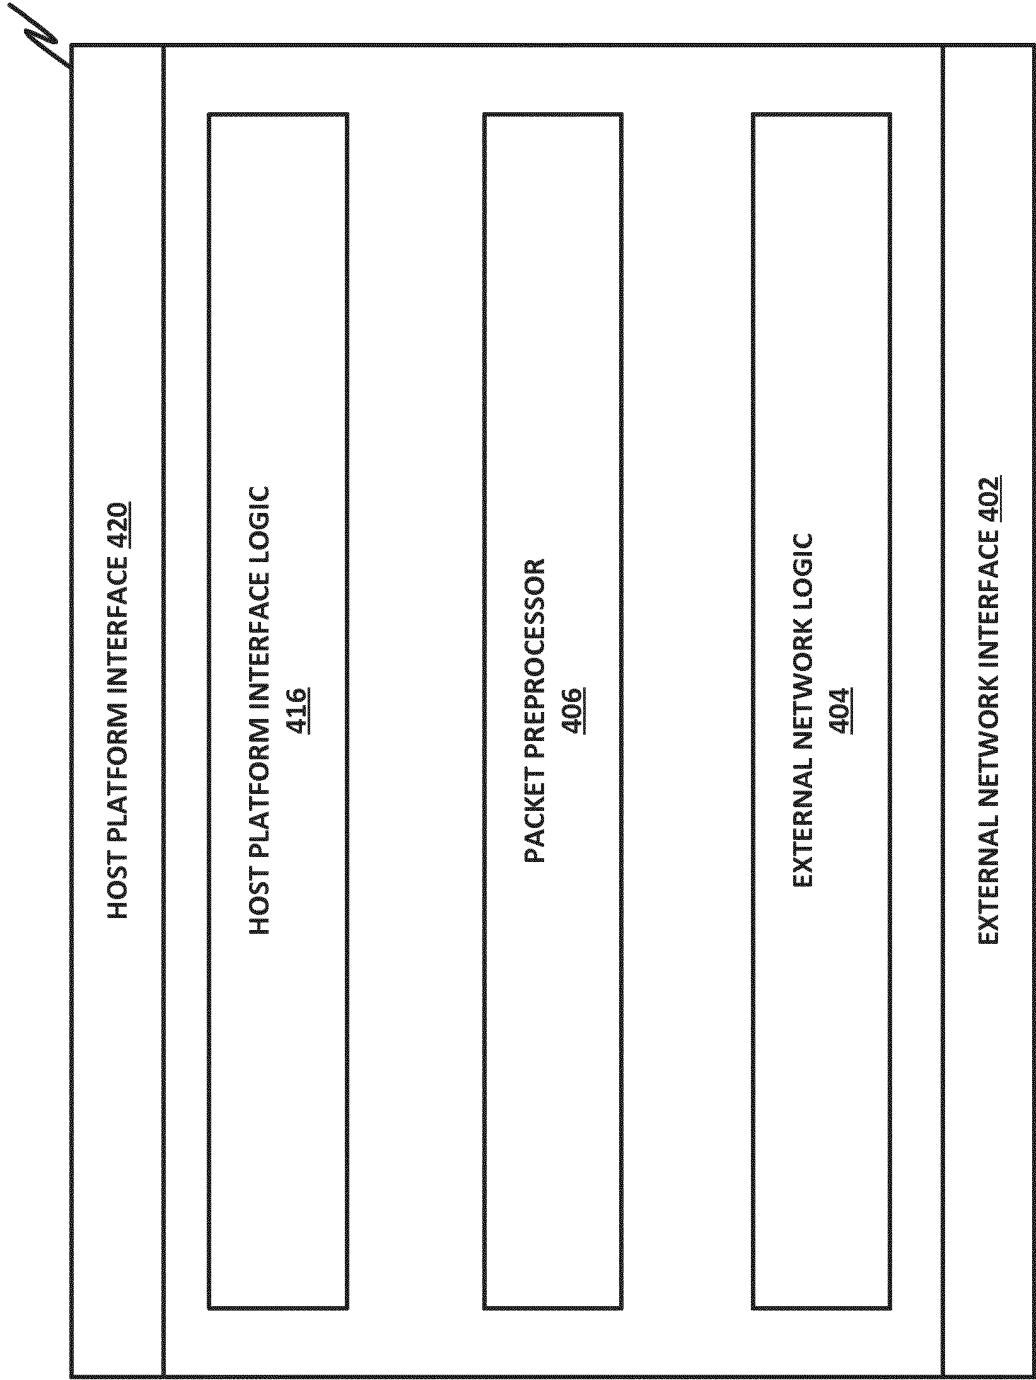 HOST PLATFORM INTERFACE 420
HOST PLATFORM INTERFACE LOGIC
416
PACKET PREPROCESSOR
406
EXTERNAL NETWORK LOGIC
404
EXTERNAL NETWORK INTERFACE 402